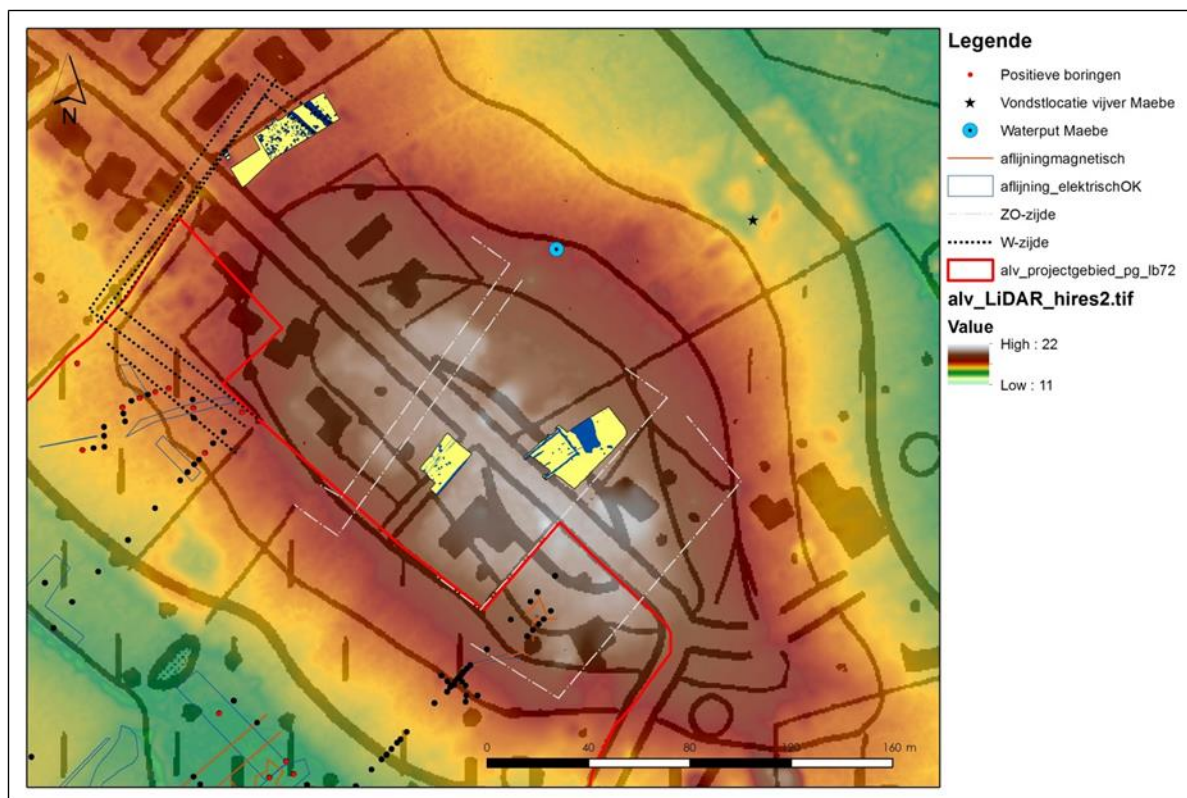 N
0 40 80 120 160 m
Legende
Positieve boringen
Vondstlocatie vijver Maebe
Waterput Maebe
aflijningmagnetisch
aflijning_elektrischOK
ZO-zijde
W-zijde
alv_projectgebied_pg_lb72
alv_LiDAR_hires2.tif
Value
High : 22
Low : 11